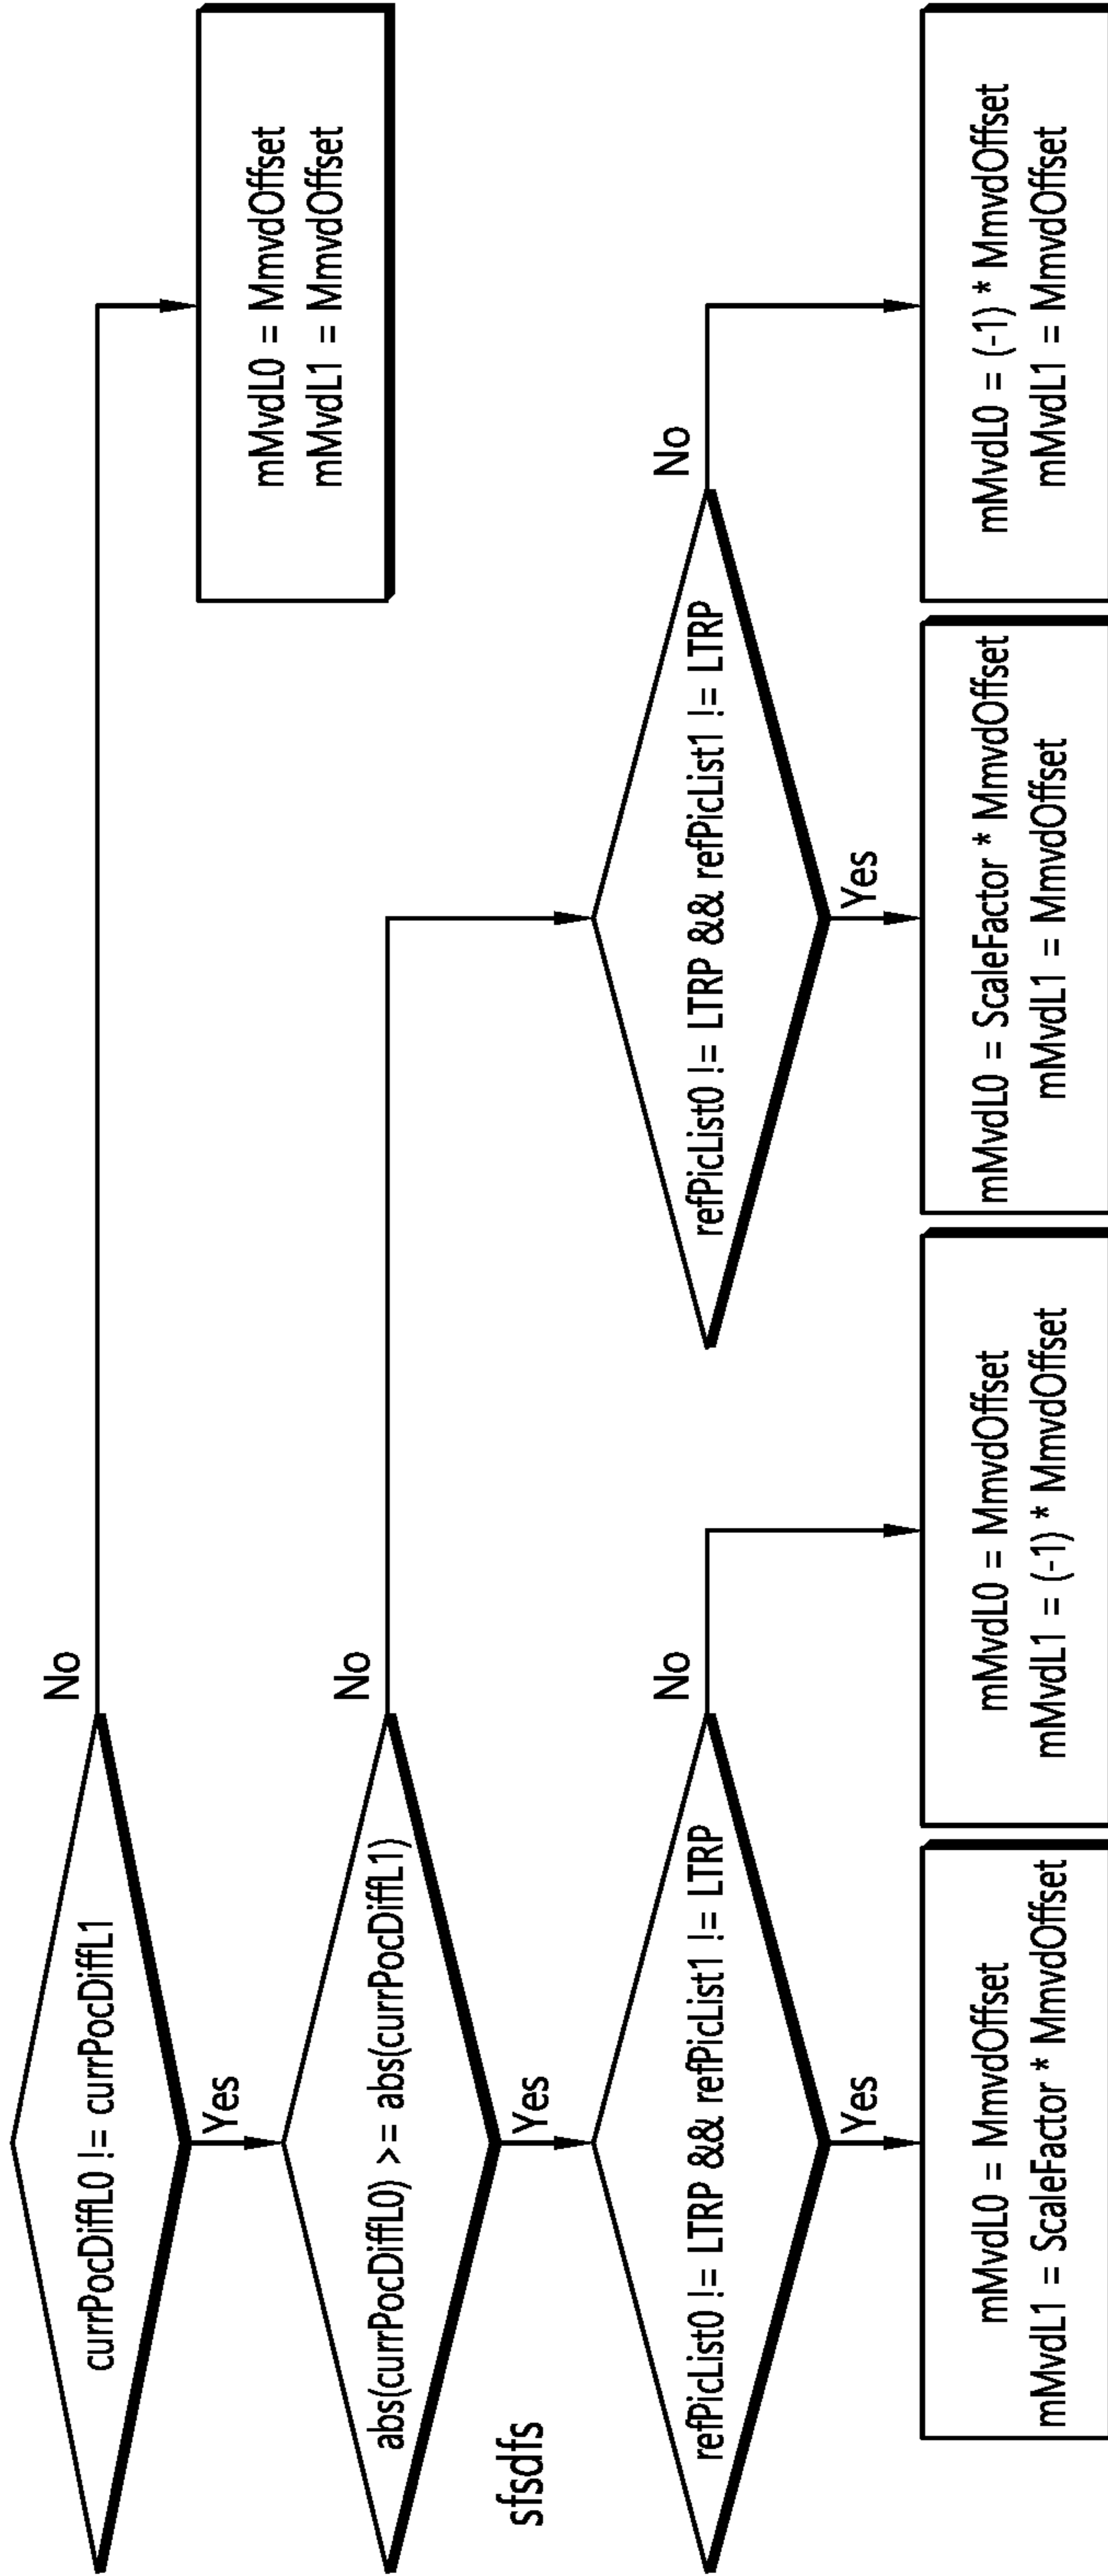 currPocDiffL0 != currPocDiffL1
No
Yes
mMvdL0 = MmvdOffset
mMvdL1 = MmvdOffset
abs(currPocDiffL0) >= abs(currPocDiffL1)
No
Yes
sfsdfs
refPicList0 != LTRP && refPicList1 != LTRP
No
Yes
refPicList0 != LTRP && refPicList1 != LTRP
No
Yes
mMvdL0 = MmvdOffset
mMvdL1 = ScaleFactor * MmvdOffset
mMvdL0 = MmvdOffset
mMvdL1 = (-1) * MmvdOffset
mMvdL0 = ScaleFactor * MmvdOffset
mMvdL1 = MmvdOffset
mMvdL0 = (-1) * MmvdOffset
mMvdL1 = MmvdOffset